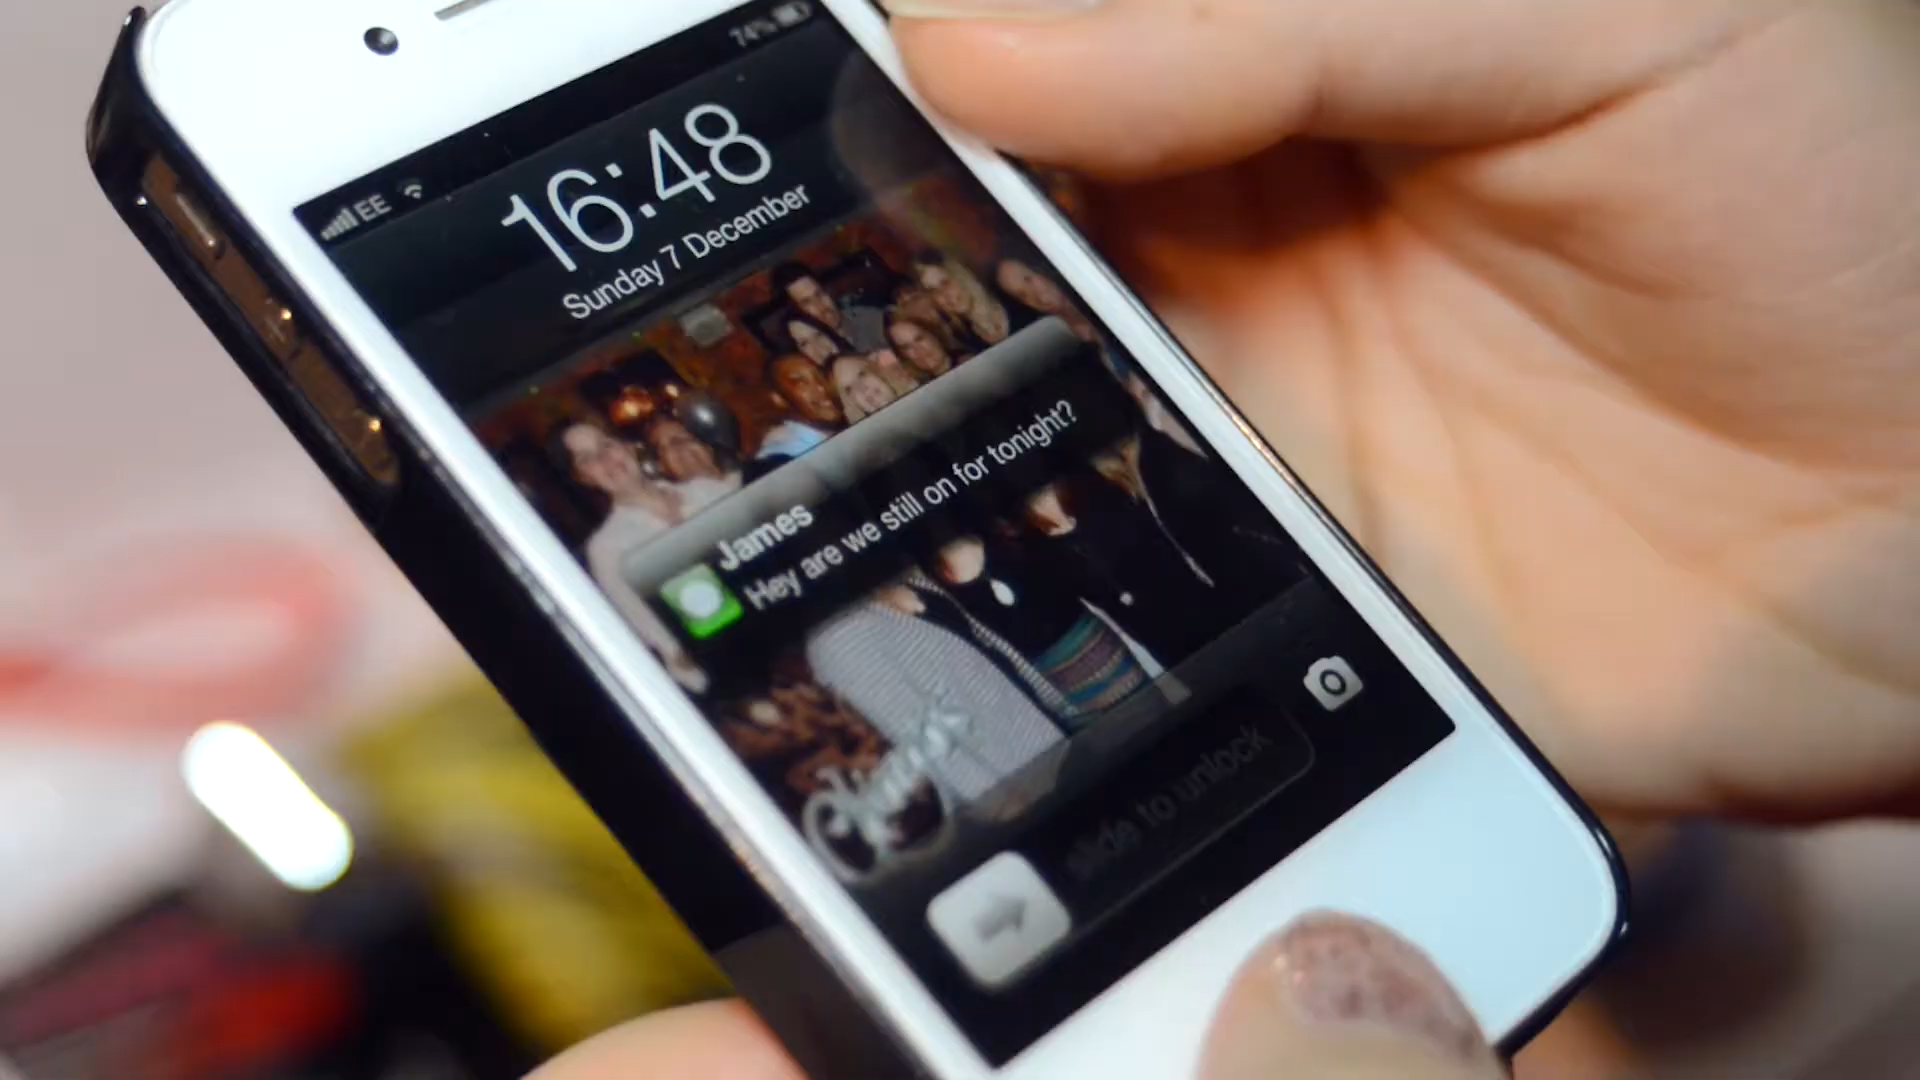 EE 74%
16:48
Sunday 7 December
James
Hey are we still on for tonight?
slide to unlock